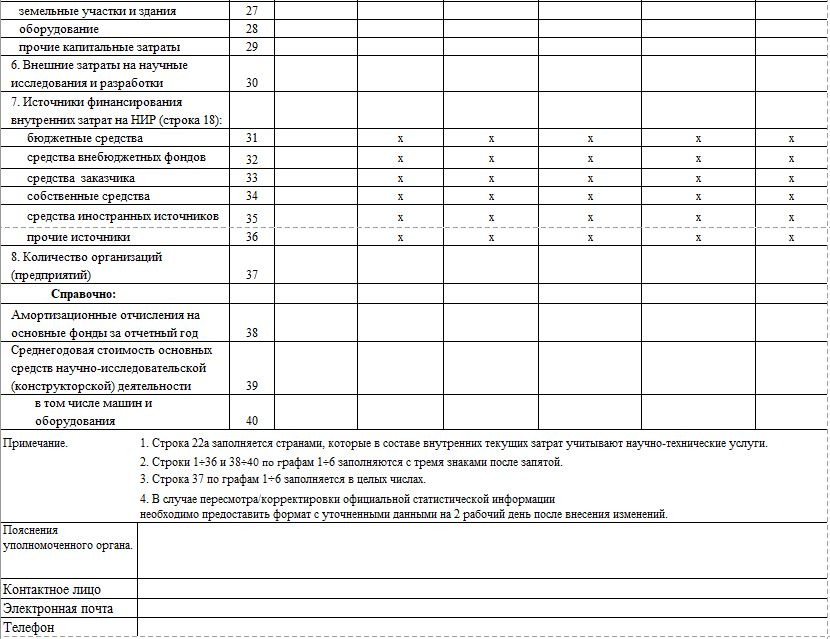 земельные участки и здания 27
оборудование 28
прочие капитальные затраты 29
6. Внешние затраты на научные
исследования и разработки 30
7. Источники финансирования
внутренних затрат на НИР (строка 18):
бюджетные средства 31 x x x x x
средства внебюджетных фондов 32 x x x x x
средства заказчика 33 x x x x x
собственные средства 34 x x x x x
средства иностранных источников 35 x x x x x
прочие источники 36 x x x x x
8. Количество организаций
(предприятий) 37
Справочно:
Амортизационные отчисления на
основные фонды за отчетный год 38
Среднегодовая стоимость основных
средств научно-исследовательской
(конструкторской) деятельности 39
в том числе машин и
оборудования 40
Примечание. 1. Строка 22а заполняется странами, которые в составе внутренних текущих затрат учитывают научно-технические услуги.
2. Строки 1÷36 и 38÷40 по графам 1÷6 заполняются с тремя знаками после запятой.
3. Строка 37 по графам 1÷6 заполняется в целых числах.
4. В случае пересмотра/корректировки официальной статистической информации
необходимо предоставить формат с уточненными данными на 2 рабочий день после внесения изменений.
Пояснения
уполномоченного органа.
Контактное лицо
Электронная почта
Телефон